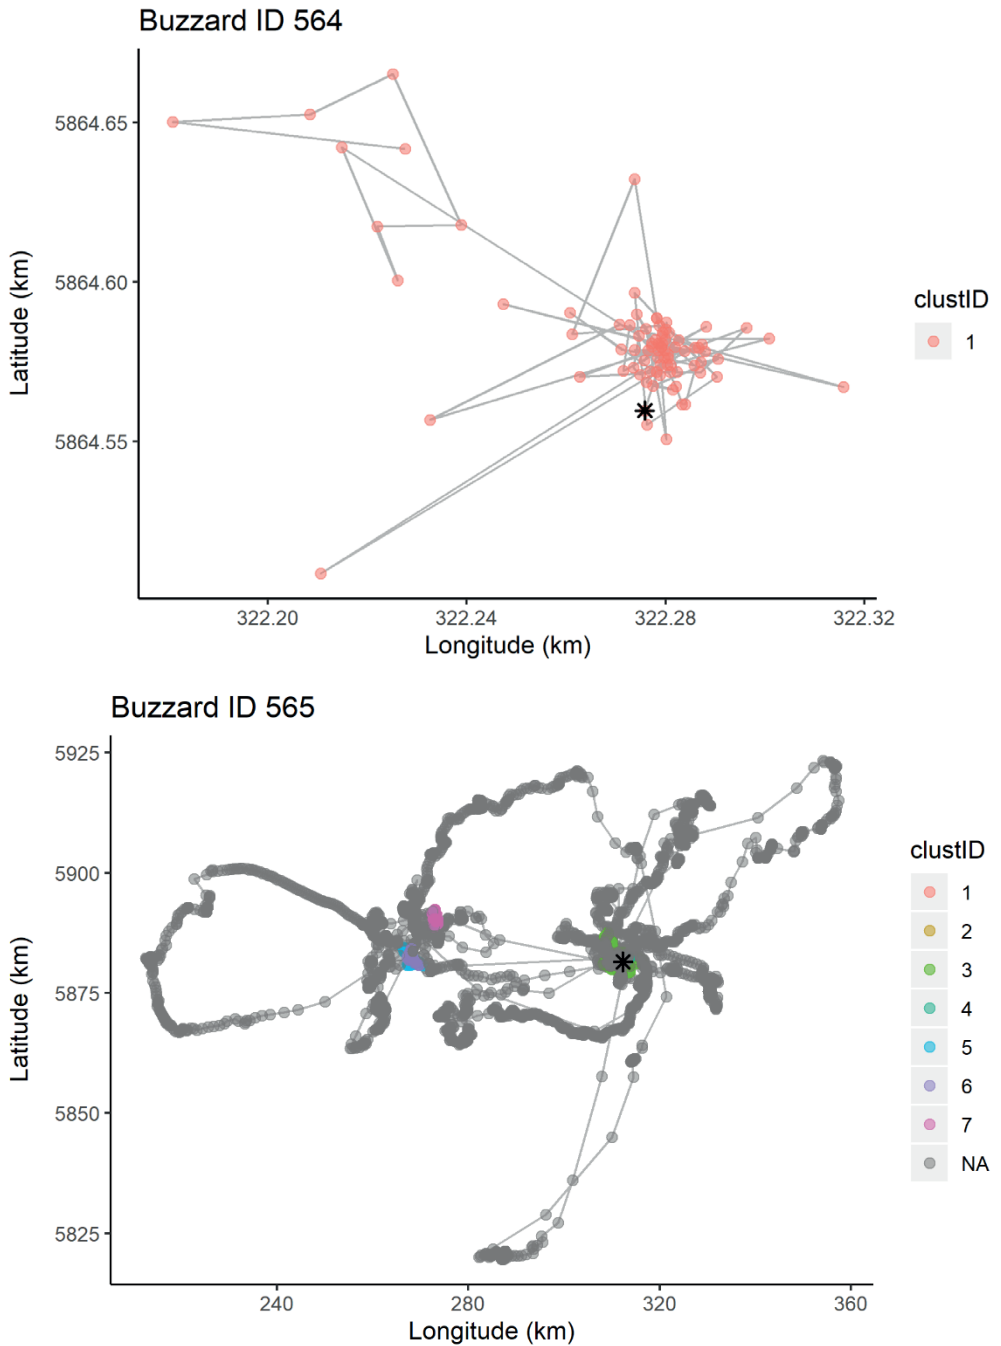 Buzzard ID 564
5864.65
5864.60
5864.55
Latitude (km)
322.20 322.24 322.28 322.32
Longitude (km)
clustID
1
Buzzard ID 565
5925
5900
5875
5850
5825
Latitude (km)
240 280 320 360
Longitude (km)
clustID
1
2
3
4
5
6
7
NA